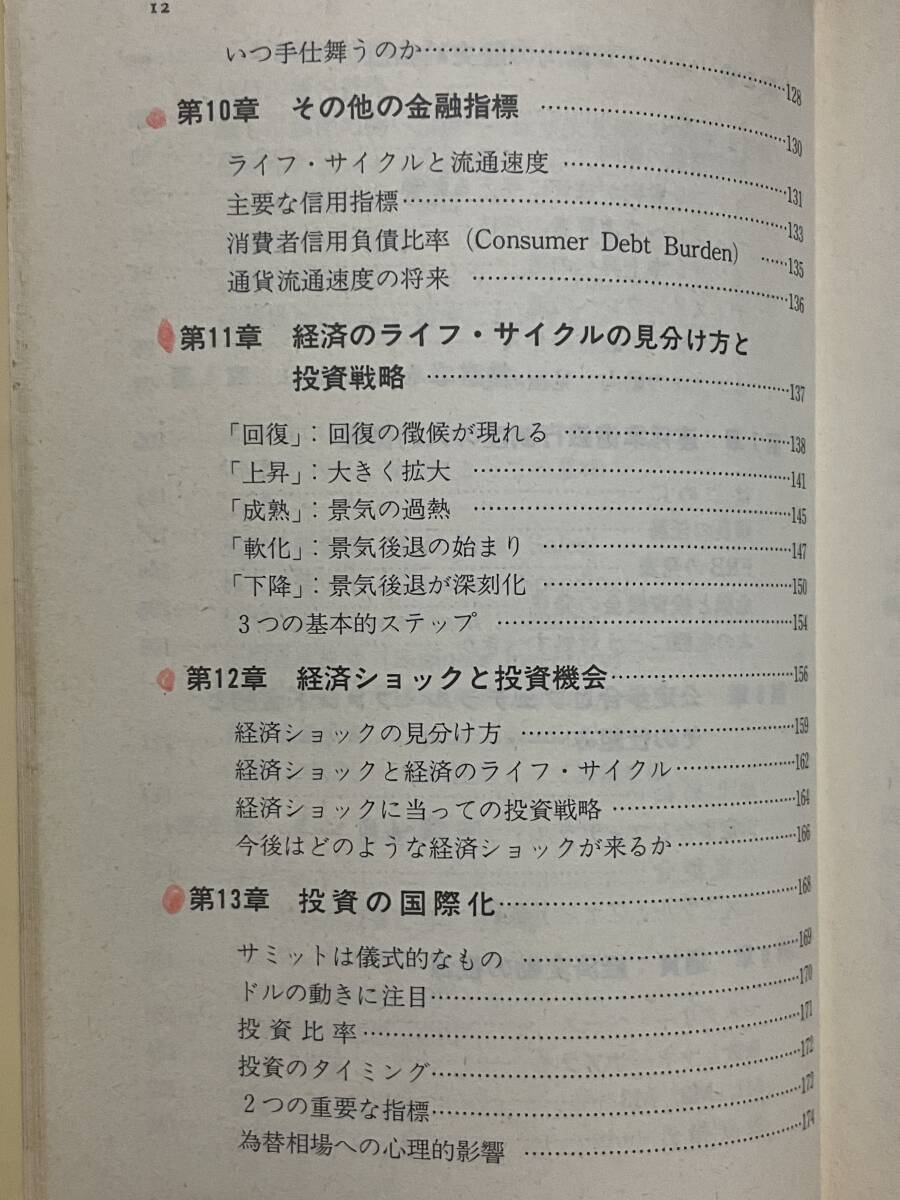 12
いつ手仕舞うのか……………………………128
第10章　その他の金融指標 ……………………130
ライフ・サイクルと流通速度 ……………………131
主要な信用指標……………………………133
消費者信用負債比率 (Consumer Debt Burden) ……135
通貨流通速度の将来 ……………………………136
第11章　経済のライフ・サイクルの見分け方と
投資戦略 ……………………………137
「回復」: 回復の徴候が現れる ……………………138
「上昇」: 大きく拡大 ……………………………141
「成熟」: 景気の過熱 ……………………………145
「軟化」: 景気後退の始まり ……………………147
「下降」: 景気後退が深刻化 ……………………150
3つの基本的ステップ ……………………………154
第12章　経済ショックと投資機会……………………156
経済ショックの見分け方 ……………………159
経済ショックと経済のライフ・サイクル……………162
経済ショックに当っての投資戦略 ……………………164
今後はどのような経済ショックが来るか……………166
第13章　投資の国際化……………………………168
サミットは儀式的なもの ……………………169
ドルの動きに注目……………………………170
投資比率……………………………171
投資のタイミング……………………………172
2つの重要な指標……………………………173
為替相場への心理的影響 ……………………174